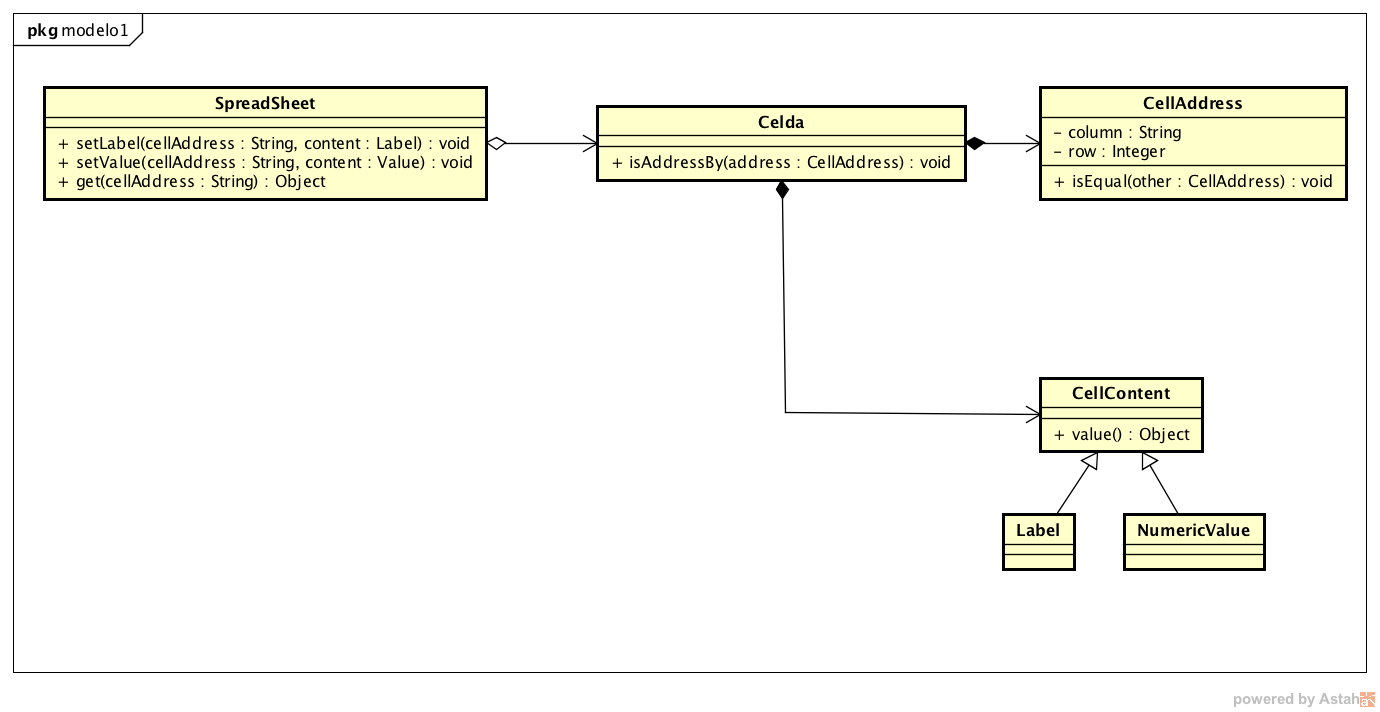 pkg modelo1
SpreadSheet
+ setLabel(cellAddress : String, content : Label) : void
+ setValue(cellAddress : String, content : Value) : void
+ get(cellAddress : String) : Object
Celda
+ isAddressBy(address : CellAddress) : void
CellAddress
- column : String
- row : Integer
+ isEqual(other : CellAddress) : void
CellContent
+ value() : Object
Label
NumericValue
powered by Astah